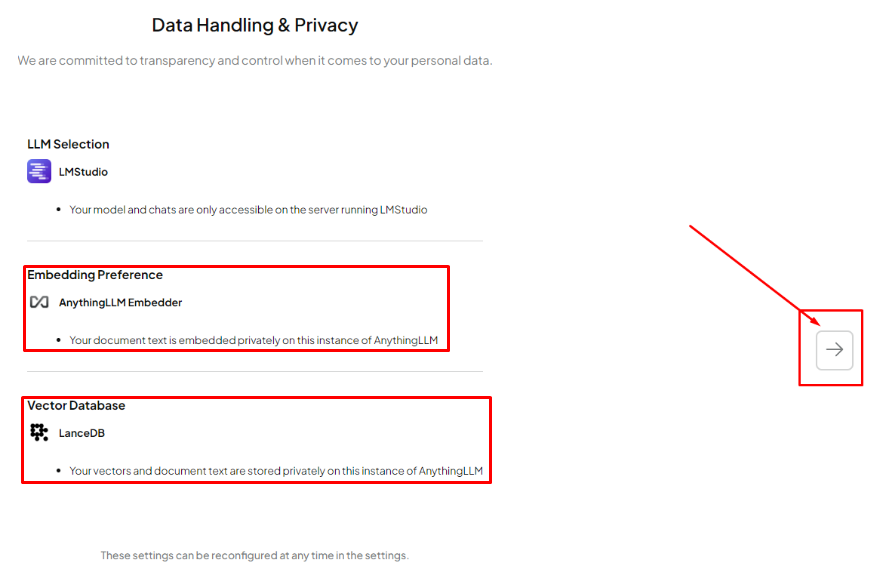 Data Handling & Privacy
We are committed to transparency and control when it comes to your personal data.
LLM Selection
LMStudio
• Your model and chats are only accessible on the server running LMStudio
Embedding Preference
AnythingLLM Embedder
• Your document text is embedded privately on this instance of AnythingLLM
Vector Database
LanceDB
• Your vectors and document text are stored privately on this instance of AnythingLLM
These settings can be reconfigured at any time in the settings.